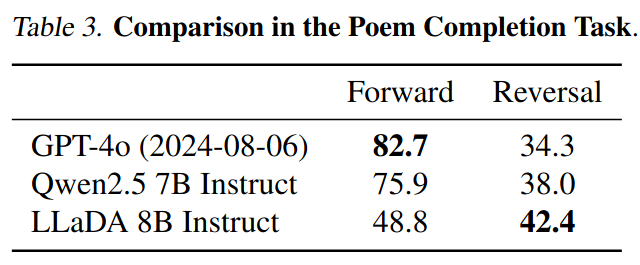 Table 3. Comparison in the Poem Completion Task.
Forward Reversal
GPT-4o (2024-08-06) 82.7 34.3
Qwen2.5 7B Instruct 75.9 38.0
LLaDA 8B Instruct 48.8 42.4